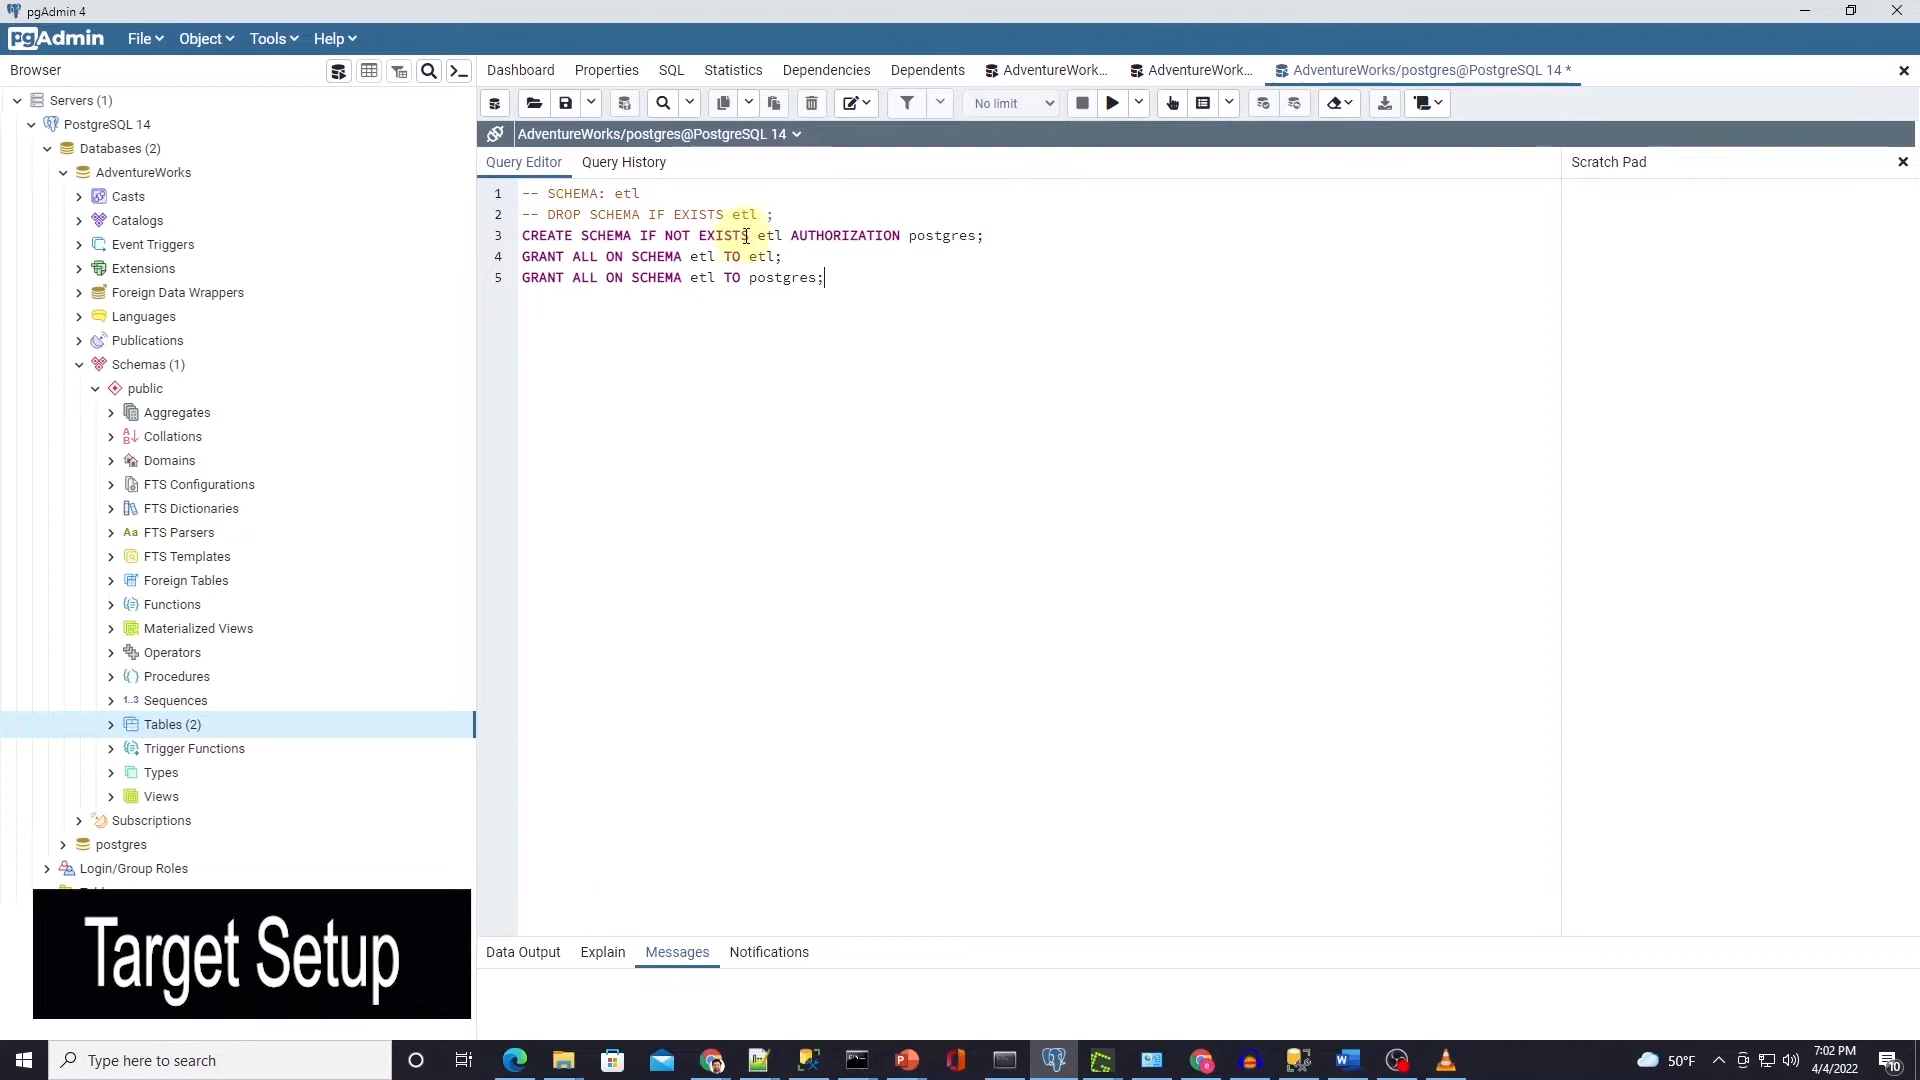 pgAdmin 4
pgAdmin File Object Tools Help
Browser
Dashboard Properties SQL Statistics Dependencies Dependents AdventureWork... AdventureWork... AdventureWorks/postgres@PostgreSQL 14 *
No limit
AdventureWorks/postgres@PostgreSQL 14
Query Editor Query History
Scratch Pad
1 -- SCHEMA: etl
2 -- DROP SCHEMA IF EXISTS etl ;
3 CREATE SCHEMA IF NOT EXISTS etl AUTHORIZATION postgres;
4 GRANT ALL ON SCHEMA etl TO etl;
5 GRANT ALL ON SCHEMA etl TO postgres;
Servers (1)
PostgreSQL 14
Databases (2)
AdventureWorks
Casts
Catalogs
Event Triggers
Extensions
Foreign Data Wrappers
Languages
Publications
Schemas (1)
public
Aggregates
Collations
Domains
FTS Configurations
FTS Dictionaries
Aa FTS Parsers
FTS Templates
Foreign Tables
Functions
Materialized Views
Operators
Procedures
1..3 Sequences
Tables (2)
Trigger Functions
Types
Views
Subscriptions
postgres
Login/Group Roles
Target Setup
Data Output Explain Messages Notifications
Type here to search
50°F
7:02 PM
4/4/2022
10